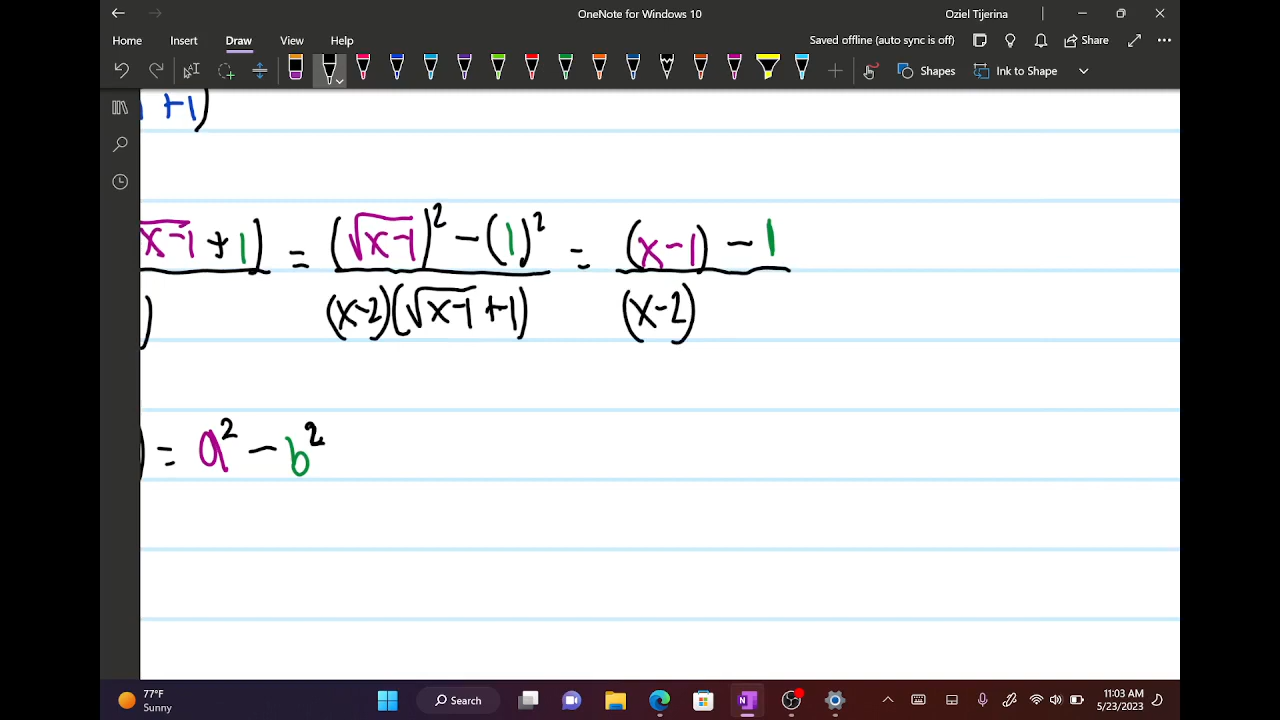 OneNote for Windows 10
Oziel Tijerina
Home Insert Draw View Help
Saved offline (auto sync is off)
Share
Shapes
Ink to Shape
+1)
√x-1 + 1) = (√x-1)² - (1)² = (x-1) - 1
) (x-2)(√x-1 +1) (x-2)
) = a² - b²
77°F
Sunny
Search
11:03 AM
5/23/2023